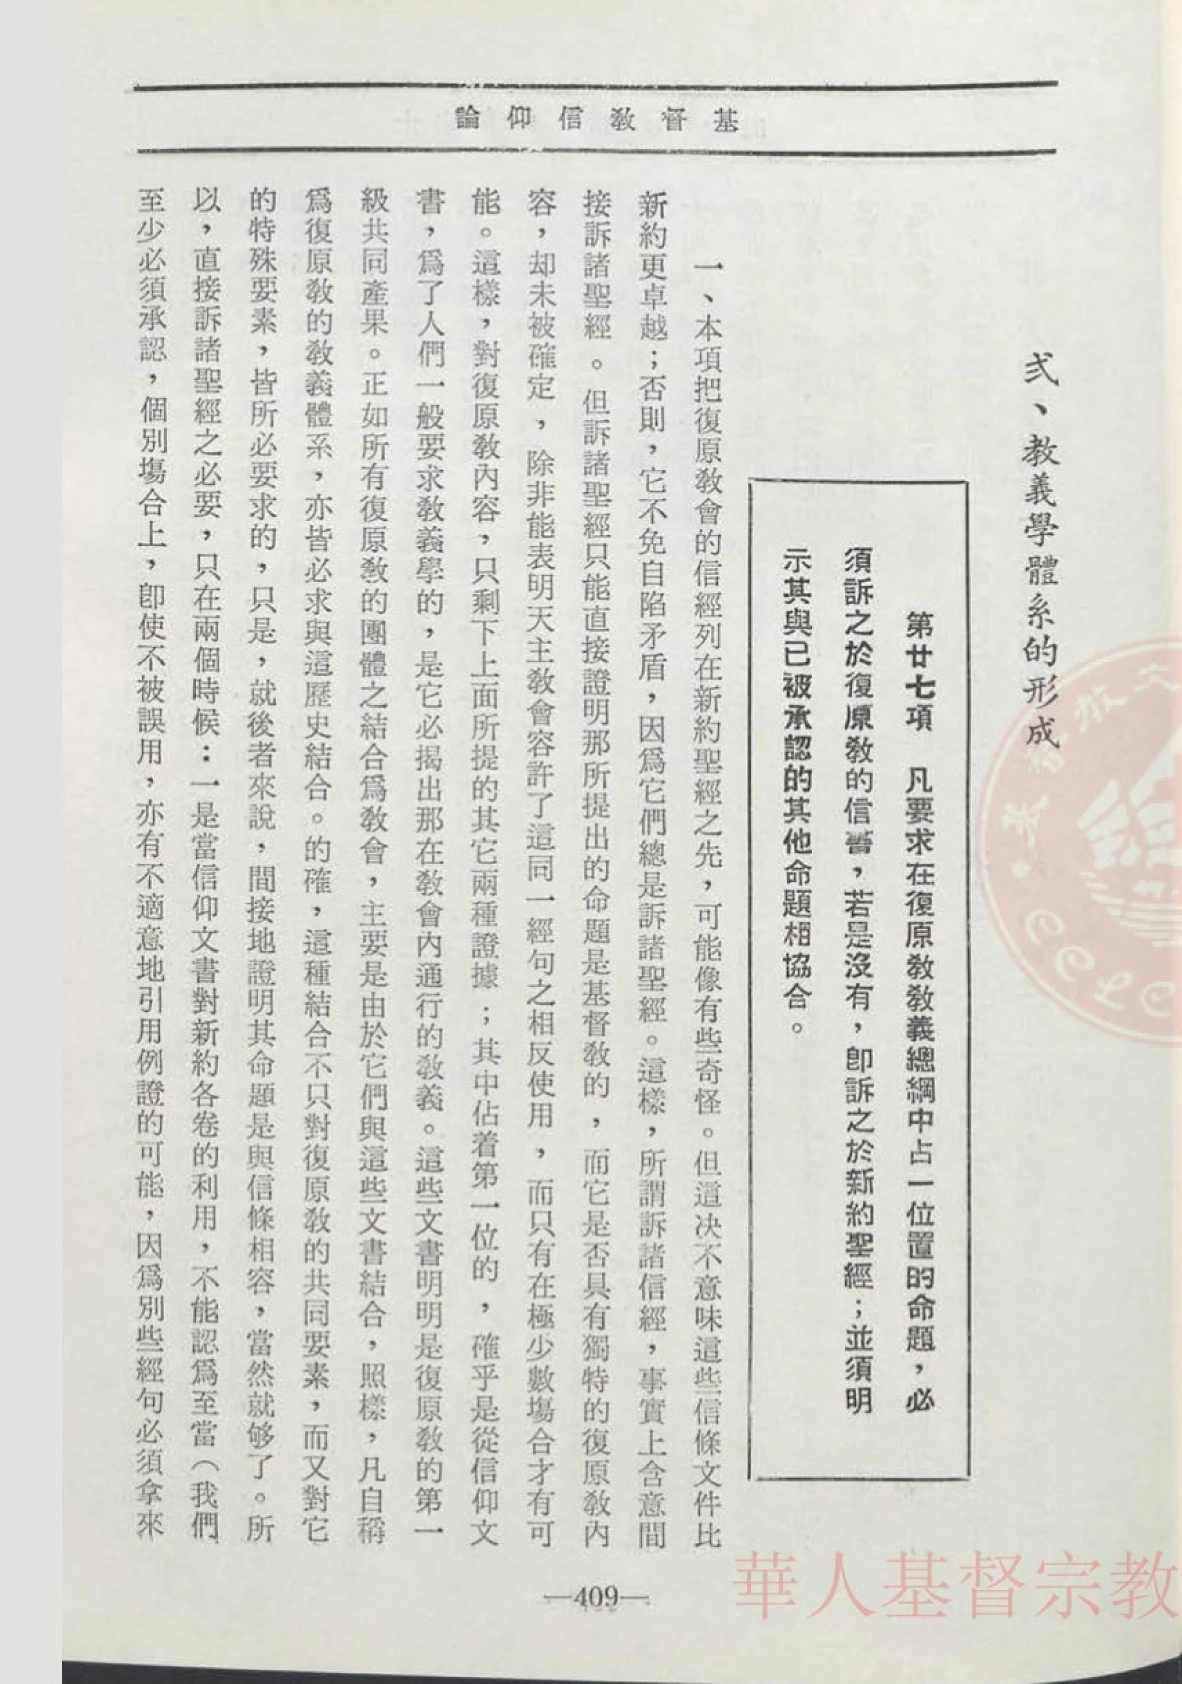 基督敎信仰論
弍、教義學體系的形成
第廿七項　凡要求在復原敎敎義總綱中占一位置的命題，必
須訴之於復原敎的信書，若是沒有，卽訴之於新約聖經；並須明
示其與已被承認的其他命題相協合。
一、本項把復原敎會的信經列在新約聖經之先，可能像有些奇怪。但這决不意味這些信條文件比
新約更卓越；否則，它不免自陷矛盾，因爲它們總是訴諸聖經。這樣，所謂訴諸信經，事實上含意間
接訴諸聖經。但訴諸聖經只能直接證明那所提出的命題是基督敎的，而它是否具有獨特的復原敎內
容，却未被確定，除非能表明天主敎會容許了這同一經句之相反使用，而只有在極少數塲合才有可
能。這樣，對復原敎內容，只剩下上面所提的其它兩種證據；其中佔着第一位的，確乎是從信仰文
書，爲了人們一般要求敎義學的，是它必揭出那在敎會內通行的敎義。這些文書明明是復原敎的第一
級共同產果。正如所有復原敎的團體之結合爲敎會，主要是由於它們與這些文書結合，照樣，凡自稱
爲復原敎的敎義體系，亦皆必求與這歷史結合。的確，這種結合不只對復原敎的共同要素，而又對它
的特殊要素，皆所必要求的，只是，就後者來說，間接地證明其命題是與信條相容，當然就够了。所
以，直接訴諸聖經之必要，只在兩個時候：一是當信仰文書對新約各卷的利用，不能認爲至當（我們
至少必須承認，個別塲合上，卽使不被誤用，亦有不適意地引用例證的可能，因爲別些經句必須拿來
—409—
華人基督宗教